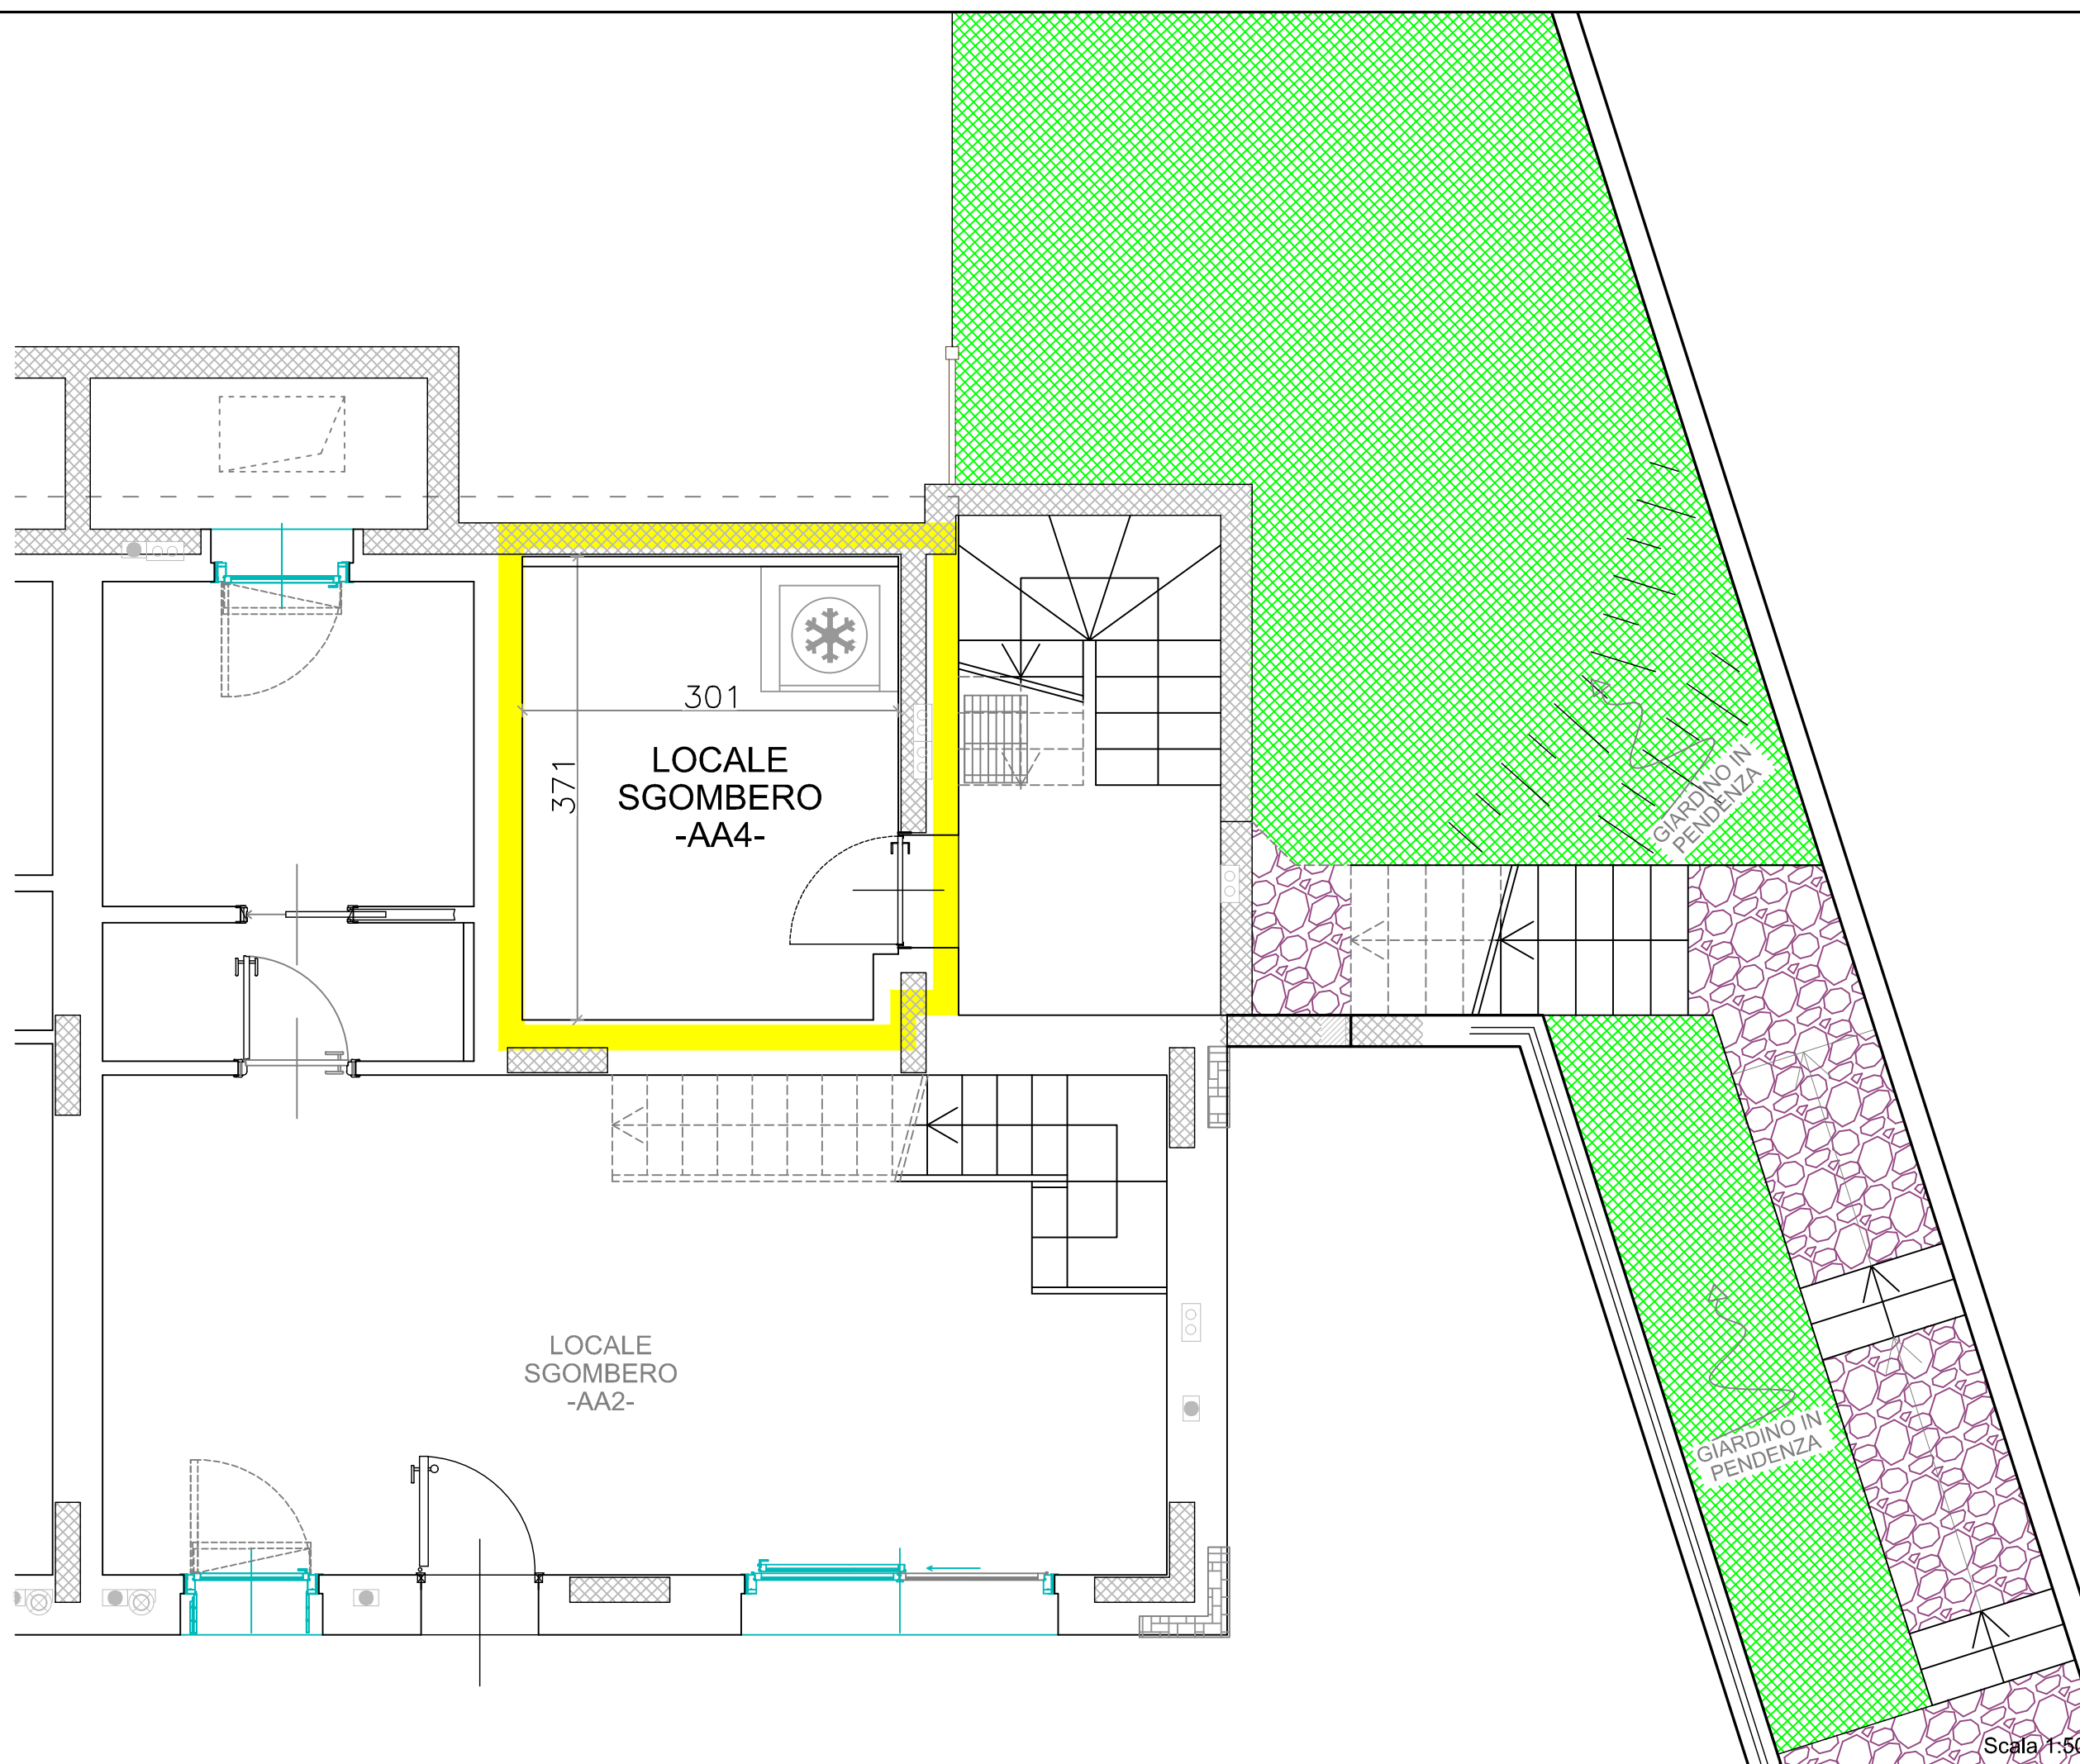 301
371
LOCALE
SGOMBERO
-AA4-
GIARDINO IN
PENDENZA
LOCALE
SGOMBERO
-AA2-
GIARDINO IN
PENDENZA
Scala 1:50